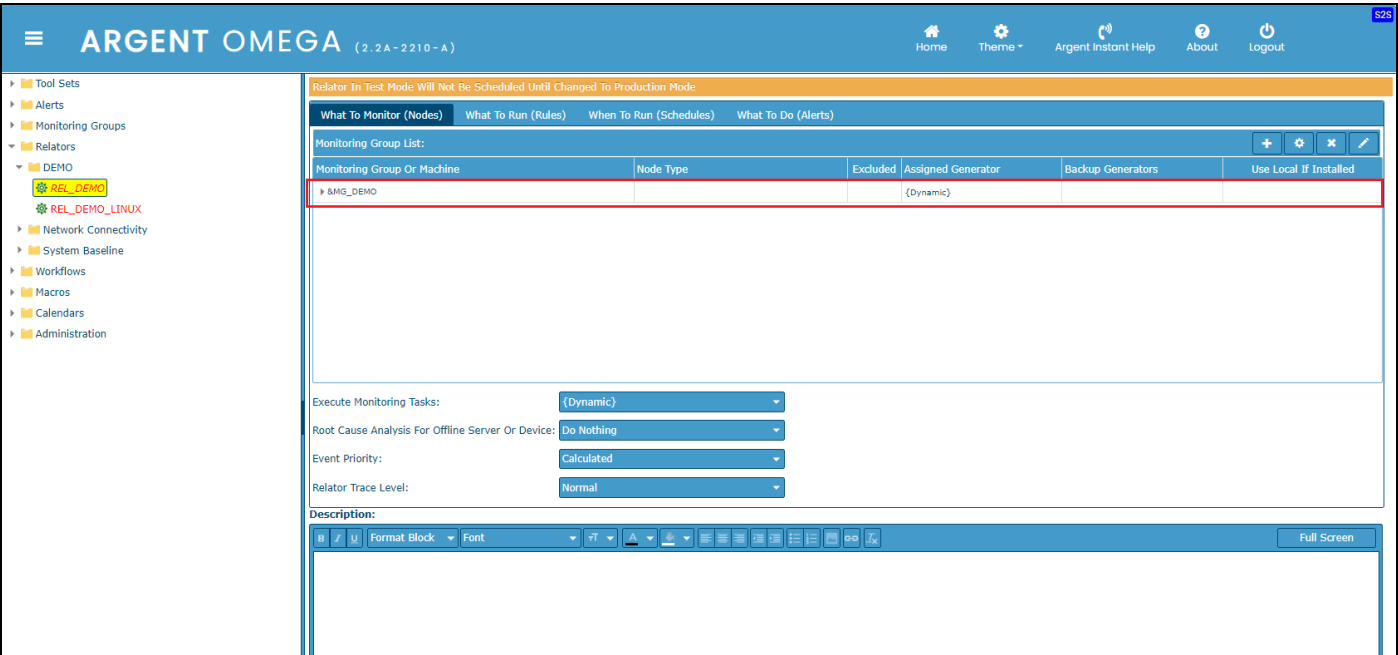 S2S
ARGENT OMEGA (2.2A-2210-A)
Home Theme Argent Instant Help About Logout
Tool Sets
Alerts
Monitoring Groups
Relators
DEMO
REL_DEMO
REL_DEMO_LINUX
Network Connectivity
System Baseline
Workflows
Macros
Calendars
Administration
Relator In Test Mode Will Not Be Scheduled Until Changed To Production Mode
What To Monitor (Nodes) What To Run (Rules) When To Run (Schedules) What To Do (Alerts)
Monitoring Group List:
Monitoring Group Or Machine Node Type Excluded Assigned Generator Backup Generators Use Local If Installed
&MG_DEMO {Dynamic}
Execute Monitoring Tasks: {Dynamic}
Root Cause Analysis For Offline Server Or Device: Do Nothing
Event Priority: Calculated
Relator Trace Level: Normal
Description:
B I U Format Block Font тT A Full Screen